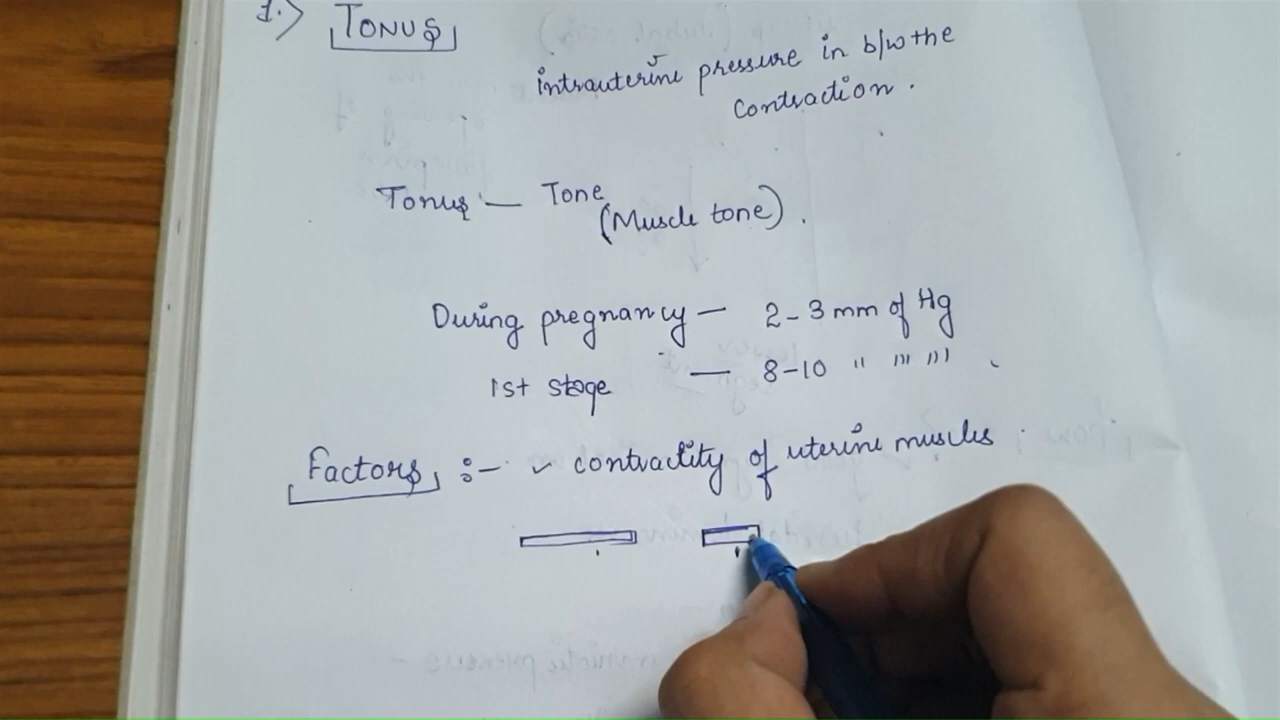 1.> TONUS
intrauterine pressure in b/w the
contraction.
Tonus — Tone
(Muscle tone).
During pregnancy — 2-3 mm of Hg
1st stage — 8-10 " " "
Factors :- ✓ contractity of uterine muscles